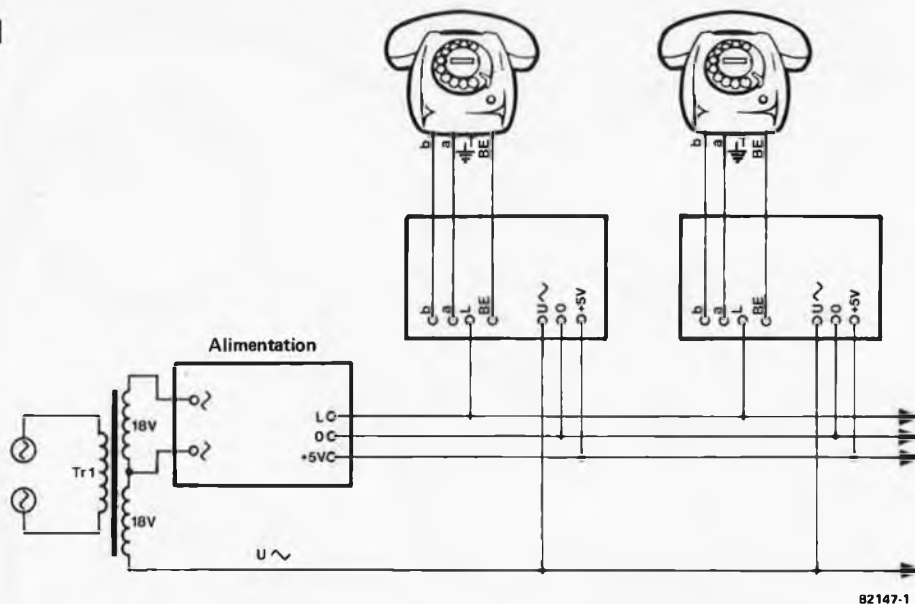 b a BE
b a BE
b a L BE U~ 0 +5V
b a L BE U~ 0 +5V
Alimentation
18V
L
0
+5V
Tr1
18V
U~
82147-1